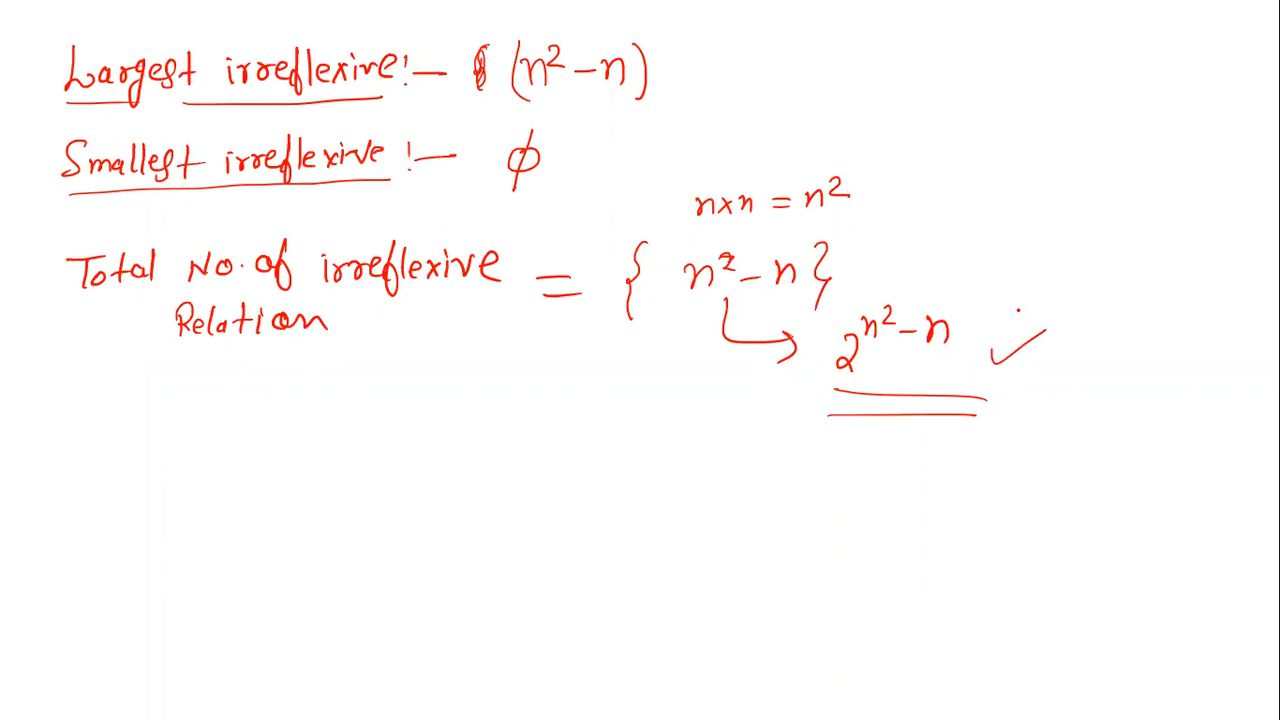 Largest irreflexive :- (n² - n)
Smallest irreflexive :- ϕ
n×n = n²
Total No. of irreflexive = { n² - n }
Relation
2^{n² - n} ✓